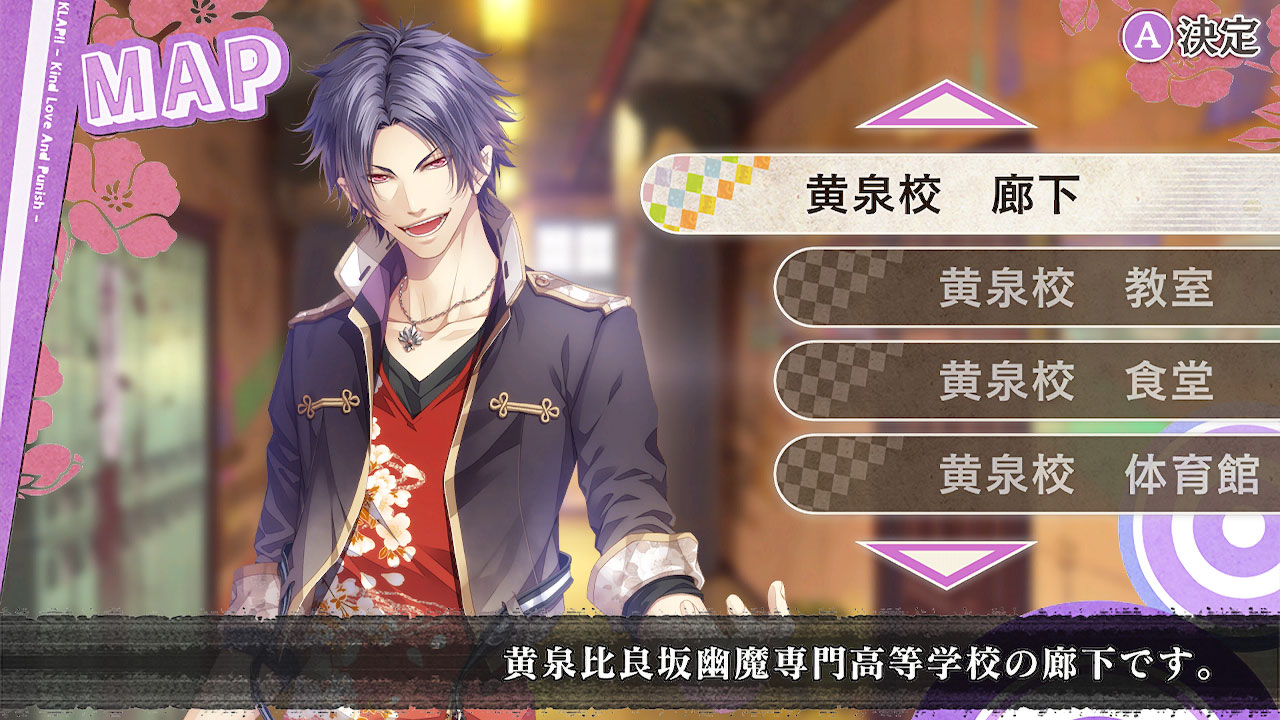 KLAP!! ~ Kind Love And Punish ~
MAP
A 決定
黄泉校 廊下
黄泉校 教室
黄泉校 食堂
黄泉校 体育館
黄泉比良坂幽魔専門高等学校の廊下です。